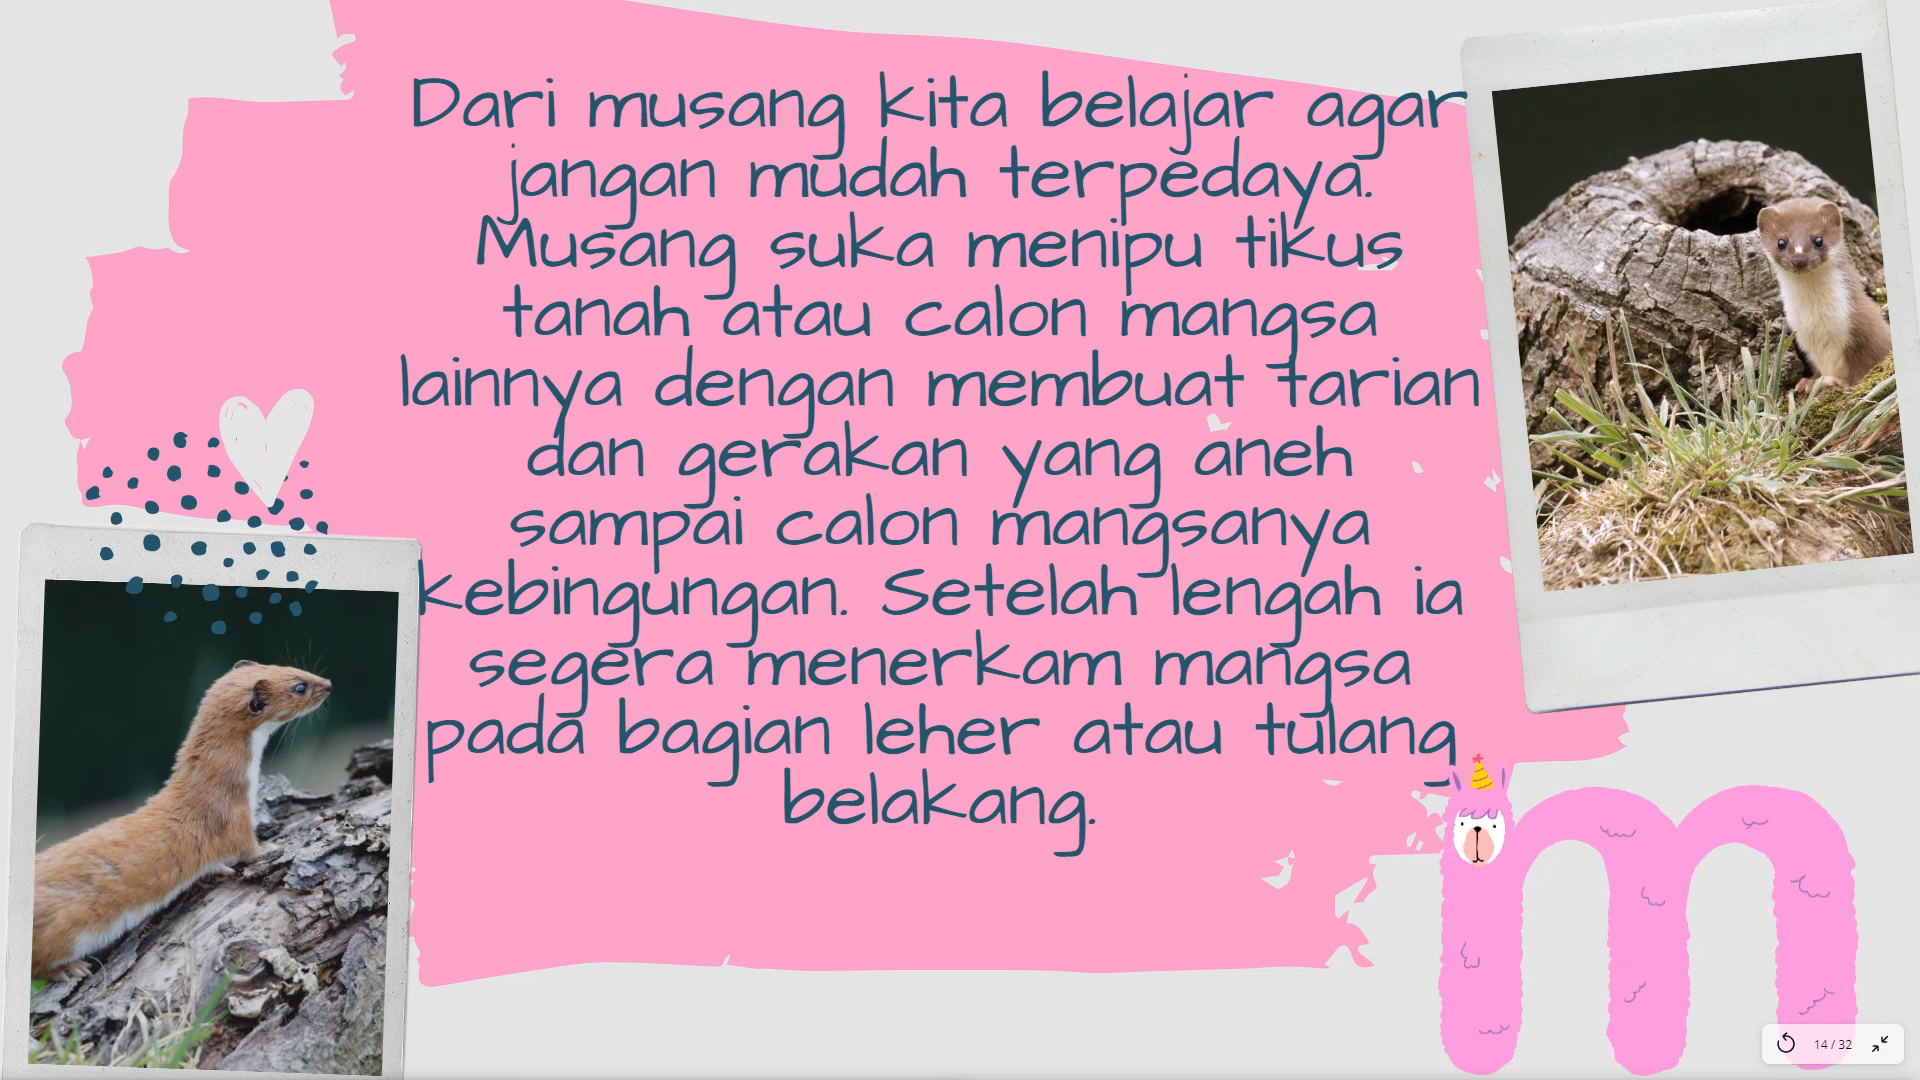 Dari musang kita belajar agar
jangan mudah terpedaya.
Musang suka menipu tikus
tanah atau calon mangsa
lainnya dengan membuat tarian
dan gerakan yang aneh
sampai calon mangsanya
kebingungan. Setelah lengah ia
segera menerkam mangsa
pada bagian leher atau tulang
belakang.
m
14 / 32